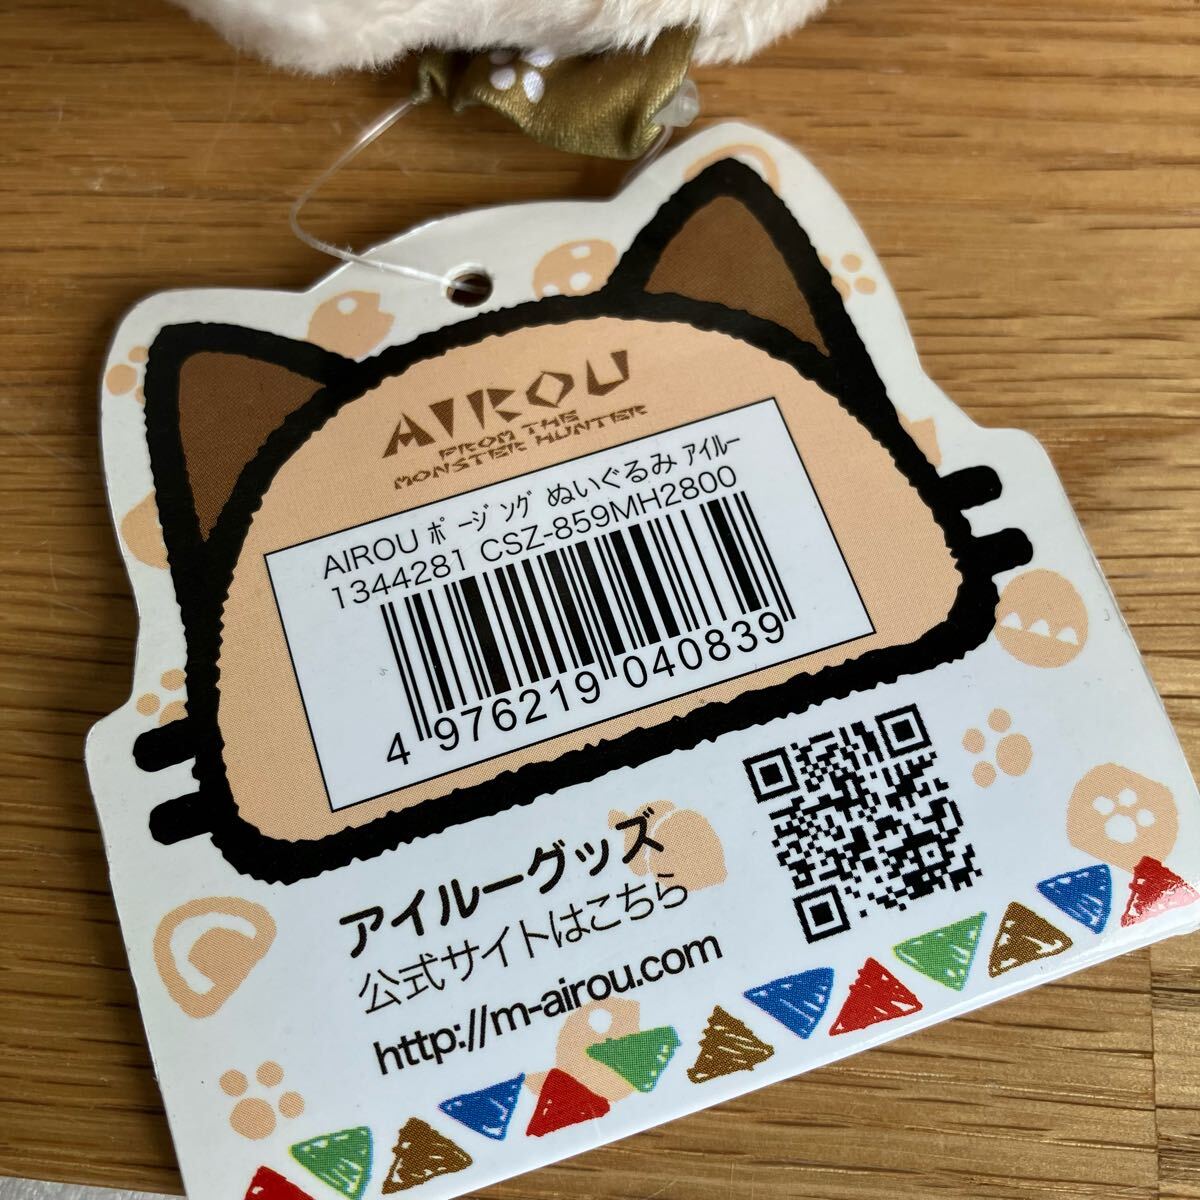 AIROU
FROM THE
MONSTER HUNTER
AIROU ﾎﾟｰｼﾞﾝｸﾞ ぬいぐるみ ｱｲﾙｰ
1344281 CSZ-859MH2800
4 976219 040839
アイルーグッズ
公式サイトはこちら
http://m-airou.com